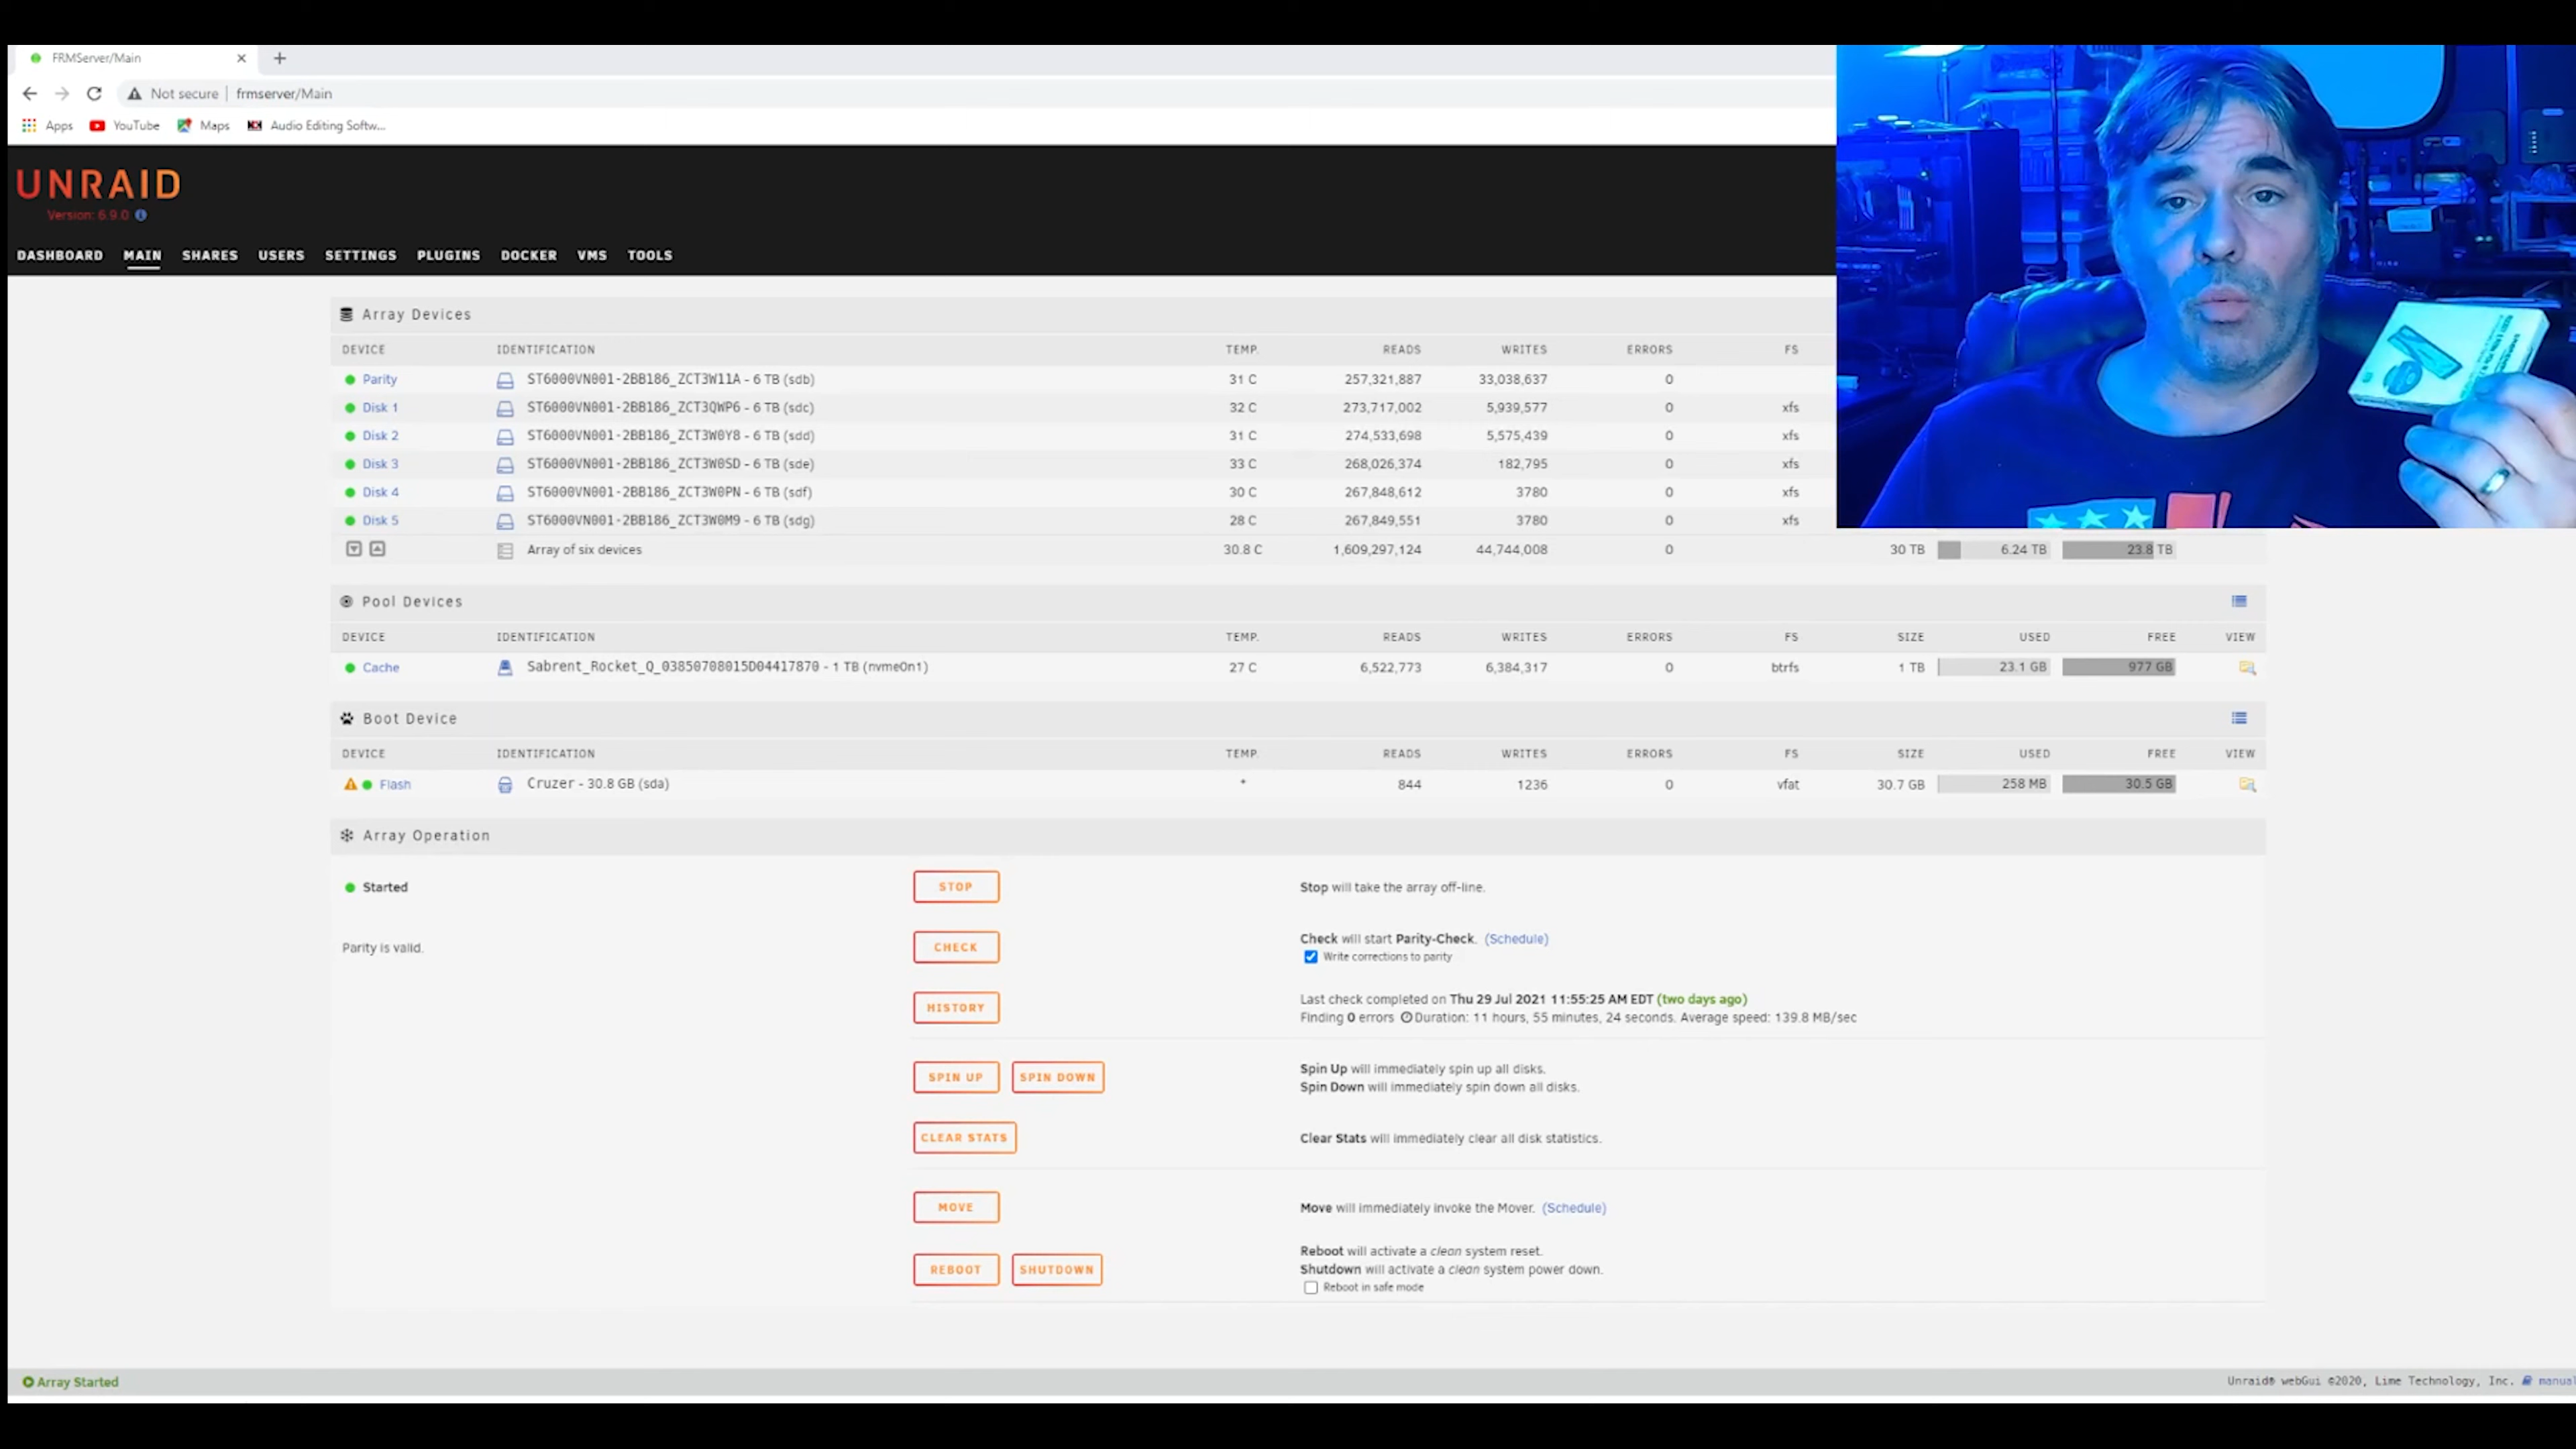 FRMServer/Main
Not secure | frmserver/Main
Apps YouTube Maps Audio Editing Softw...
UNRAID
Version: 6.9.0
DASHBOARD MAIN SHARES USERS SETTINGS PLUGINS DOCKER VMS TOOLS
Array Devices
DEVICE IDENTIFICATION TEMP. READS WRITES ERRORS FS
Parity ST6000VN001-2BB186_ZCT3W11A - 6 TB (sdb) 31 C 257,321,887 33,038,637 0
Disk 1 ST6000VN001-2BB186_ZCT3QWP6 - 6 TB (sdc) 32 C 273,717,002 5,939,577 0 xfs
Disk 2 ST6000VN001-2BB186_ZCT3W0Y8 - 6 TB (sdd) 31 C 274,533,698 5,575,439 0 xfs
Disk 3 ST6000VN001-2BB186_ZCT3W0SD - 6 TB (sde) 33 C 268,026,374 182,795 0 xfs
Disk 4 ST6000VN001-2BB186_ZCT3W0PN - 6 TB (sdf) 30 C 267,848,612 3780 0 xfs
Disk 5 ST6000VN001-2BB186_ZCT3W0M9 - 6 TB (sdg) 28 C 267,849,551 3780 0 xfs
Array of six devices 30.8 C 1,609,297,124 44,744,008 0 30 TB 6.24 TB 23.8 TB
Pool Devices
DEVICE IDENTIFICATION TEMP. READS WRITES ERRORS FS SIZE USED FREE VIEW
Cache Sabrent_Rocket_Q_03850708015D04417870 - 1 TB (nvme0n1) 27 C 6,522,773 6,384,317 0 btrfs 1 TB 23.1 GB 977 GB
Boot Device
DEVICE IDENTIFICATION TEMP. READS WRITES ERRORS FS SIZE USED FREE VIEW
Flash Cruzer - 30.8 GB (sda) * 844 1236 0 vfat 30.7 GB 258 MB 30.5 GB
Array Operation
Started STOP Stop will take the array off-line.
Parity is valid. CHECK Check will start Parity-Check. (Schedule)
Write corrections to parity
HISTORY Last check completed on Thu 29 Jul 2021 11:55:25 AM EDT (two days ago)
Finding 0 errors Duration: 11 hours, 55 minutes, 24 seconds. Average speed: 139.8 MB/sec
SPIN UP SPIN DOWN Spin Up will immediately spin up all disks.
Spin Down will immediately spin down all disks.
CLEAR STATS Clear Stats will immediately clear all disk statistics.
MOVE Move will immediately invoke the Mover. (Schedule)
REBOOT SHUTDOWN Reboot will activate a clean system reset.
Shutdown will activate a clean system power down.
Reboot in safe mode
Array Started Unraid® webGui ©2020, Lime Technology, Inc. manual